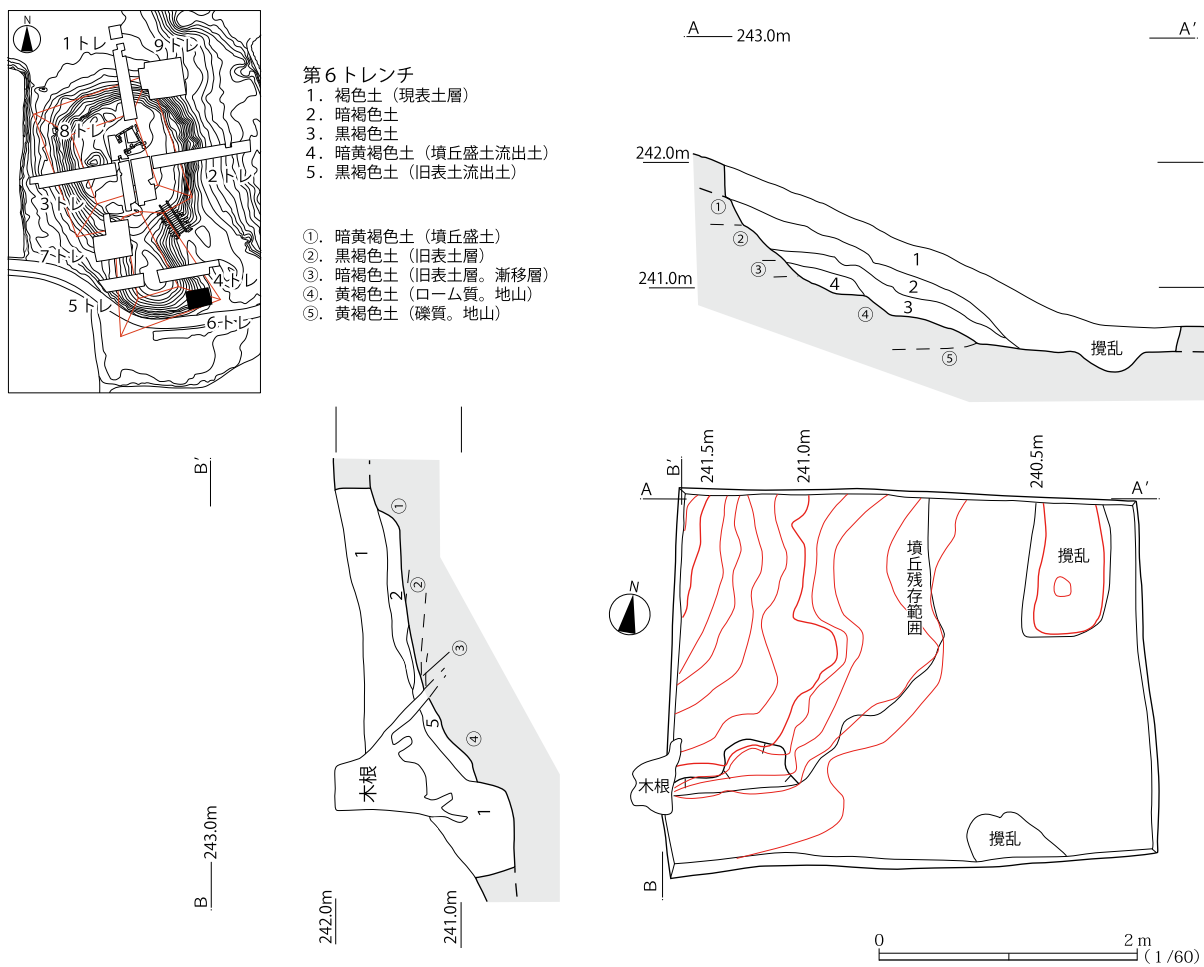 N
1トレ
9トレ
8トレ
2トレ
3トレ
7トレ
4トレ
5トレ
6トレ
第6トレンチ
1．褐色土（現表土層）
2．暗褐色土
3．黒褐色土
4．暗黄褐色土（墳丘盛土流出土）
5．黒褐色土（旧表土流出土）
①．暗黄褐色土（墳丘盛土）
②．黒褐色土（旧表土層）
③．暗褐色土（旧表土層。漸移層）
④．黄褐色土（ローム質。地山）
⑤．黄褐色土（礫質。地山）
A
243.0m
A'
242.0m
241.0m
①
②
③
④
⑤
1
2
3
4
攪乱
B'
B
243.0m
242.0m
241.0m
①
②
③
④
1
2
5
1
木根
B'
241.5m
241.0m
240.5m
A
A'
N
墳丘残存範囲
攪乱
木根
攪乱
B
0
2m
(1/60)